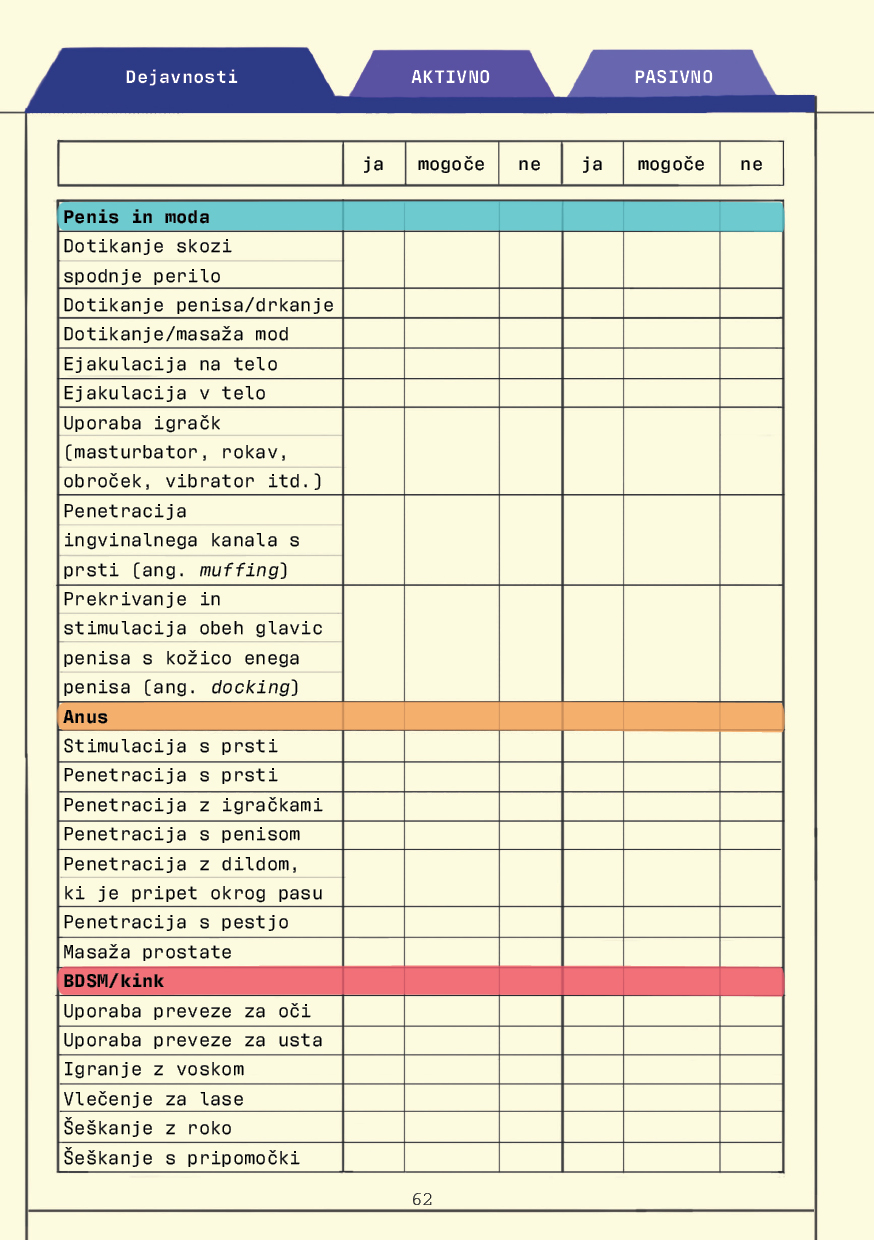 Dejavnosti AKTIVNO PASIVNO
ja mogoče ne ja mogoče ne
Penis in moda
Dotikanje skozi
spodnje perilo
Dotikanje penisa/drkanje
Dotikanje/masaža mod
Ejakulacija na telo
Ejakulacija v telo
Uporaba igračk
(masturbator, rokav,
obroček, vibrator itd.)
Penetracija
ingvinalnega kanala s
prsti (ang. muffing)
Prekrivanje in
stimulacija obeh glavic
penisa s kožico enega
penisa (ang. docking)
Anus
Stimulacija s prsti
Penetracija s prsti
Penetracija z igračkami
Penetracija s penisom
Penetracija z dildom,
ki je pripet okrog pasu
Penetracija s pestjo
Masaža prostate
BDSM/kink
Uporaba preveze za oči
Uporaba preveze za usta
Igranje z voskom
Vlečenje za lase
Šeškanje z roko
Šeškanje s pripomočki
62